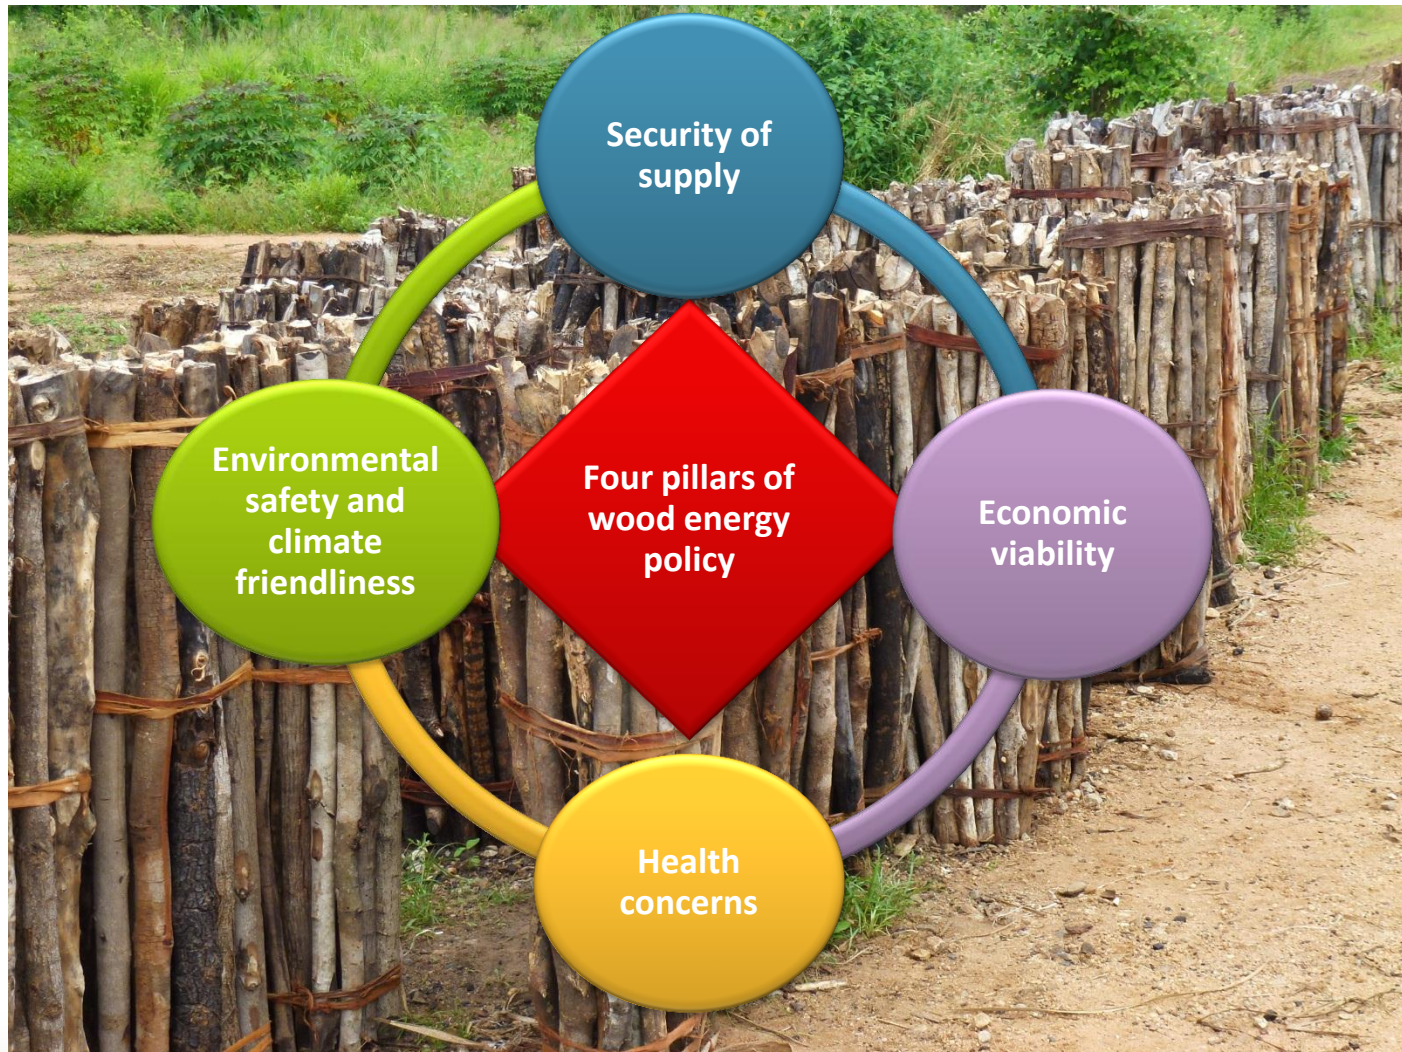 Security of
supply
Environmental
safety and
climate
friendliness
Four pillars of
wood energy
policy
Economic
viability
Health
concerns